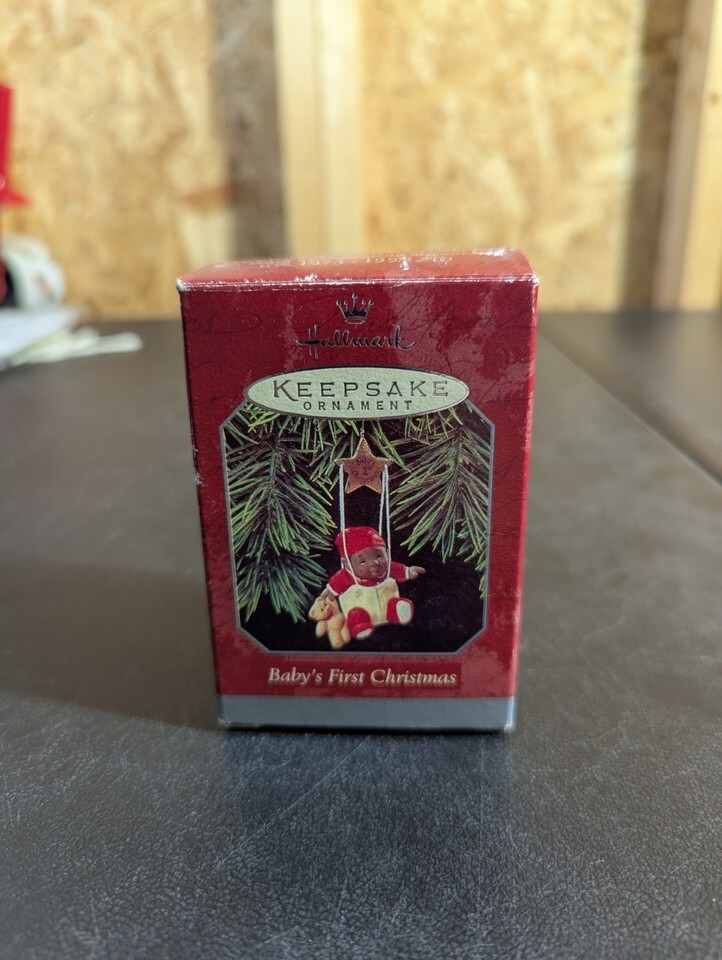 Hallmark
KEEPSAKE
ORNAMENT
Baby's First Christmas